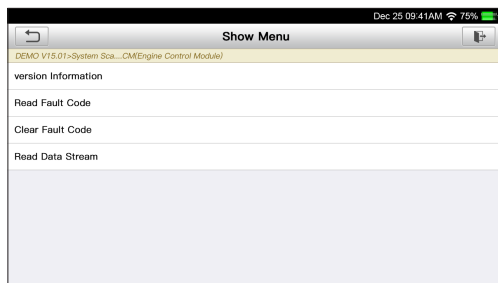 Dec 25 09:41AM 75%
Show Menu
DEMO V15.01>System Sca....CM(Engine Control Module)
version Information
Read Fault Code
Clear Fault Code
Read Data Stream